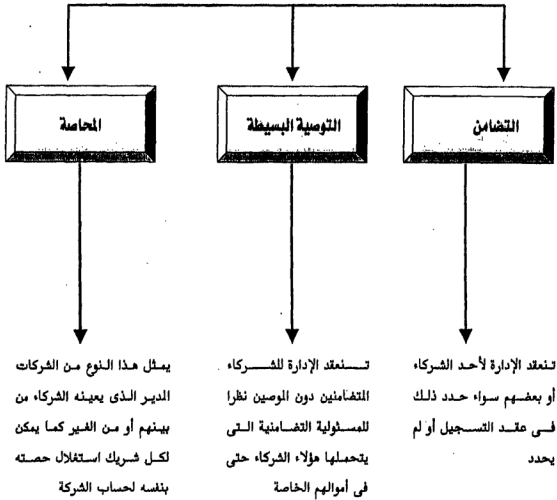 التضامن
التوصية البسيطة
المحاصة
تنعقد الإدارة لأحد الشركاء
أو بعضهم سواء حدد ذلك
فى عقد التسجيل أو لم
يحدد
تنعقد الإدارة للشركاء
المتضامنين دون الموصين نظرا
للمسئولية التضامنية التى
يتحملها هؤلاء الشركاء حتى
فى أموالهم الخاصة
يمثل هذا النوع من الشركات
المدير الذى يعينه الشركاء من
بينهم أو من الغير كما يمكن
لكل شريك استغلال حصته
بنفسه لحساب الشركة